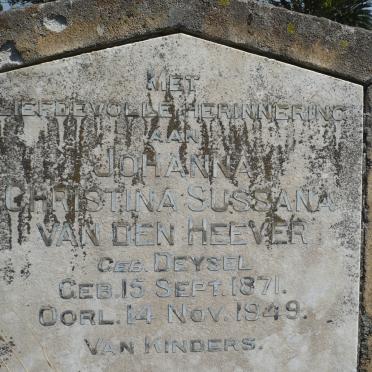 MET
LIEFDEVOLLE HERINNERING
AAN
JOHANNA
CHRISTINA SUSSANA
VAN DEN HEEVER
GEB. DEYSEL
GEB. 15 SEPT. 1871.
OORL. 14 NOV. 1949.
VAN KINDERS.